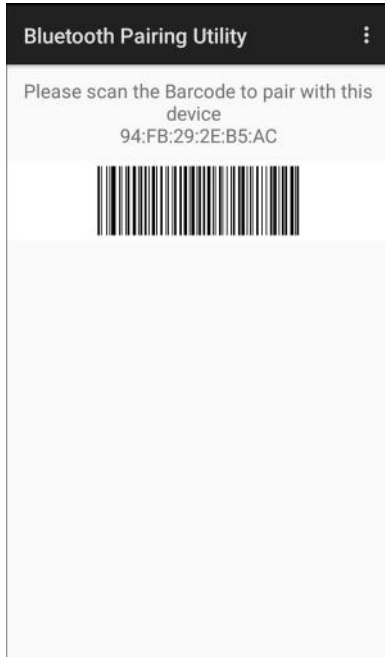 Bluetooth Pairing Utility
Please scan the Barcode to pair with this
device
94:FB:29:2E:B5:AC